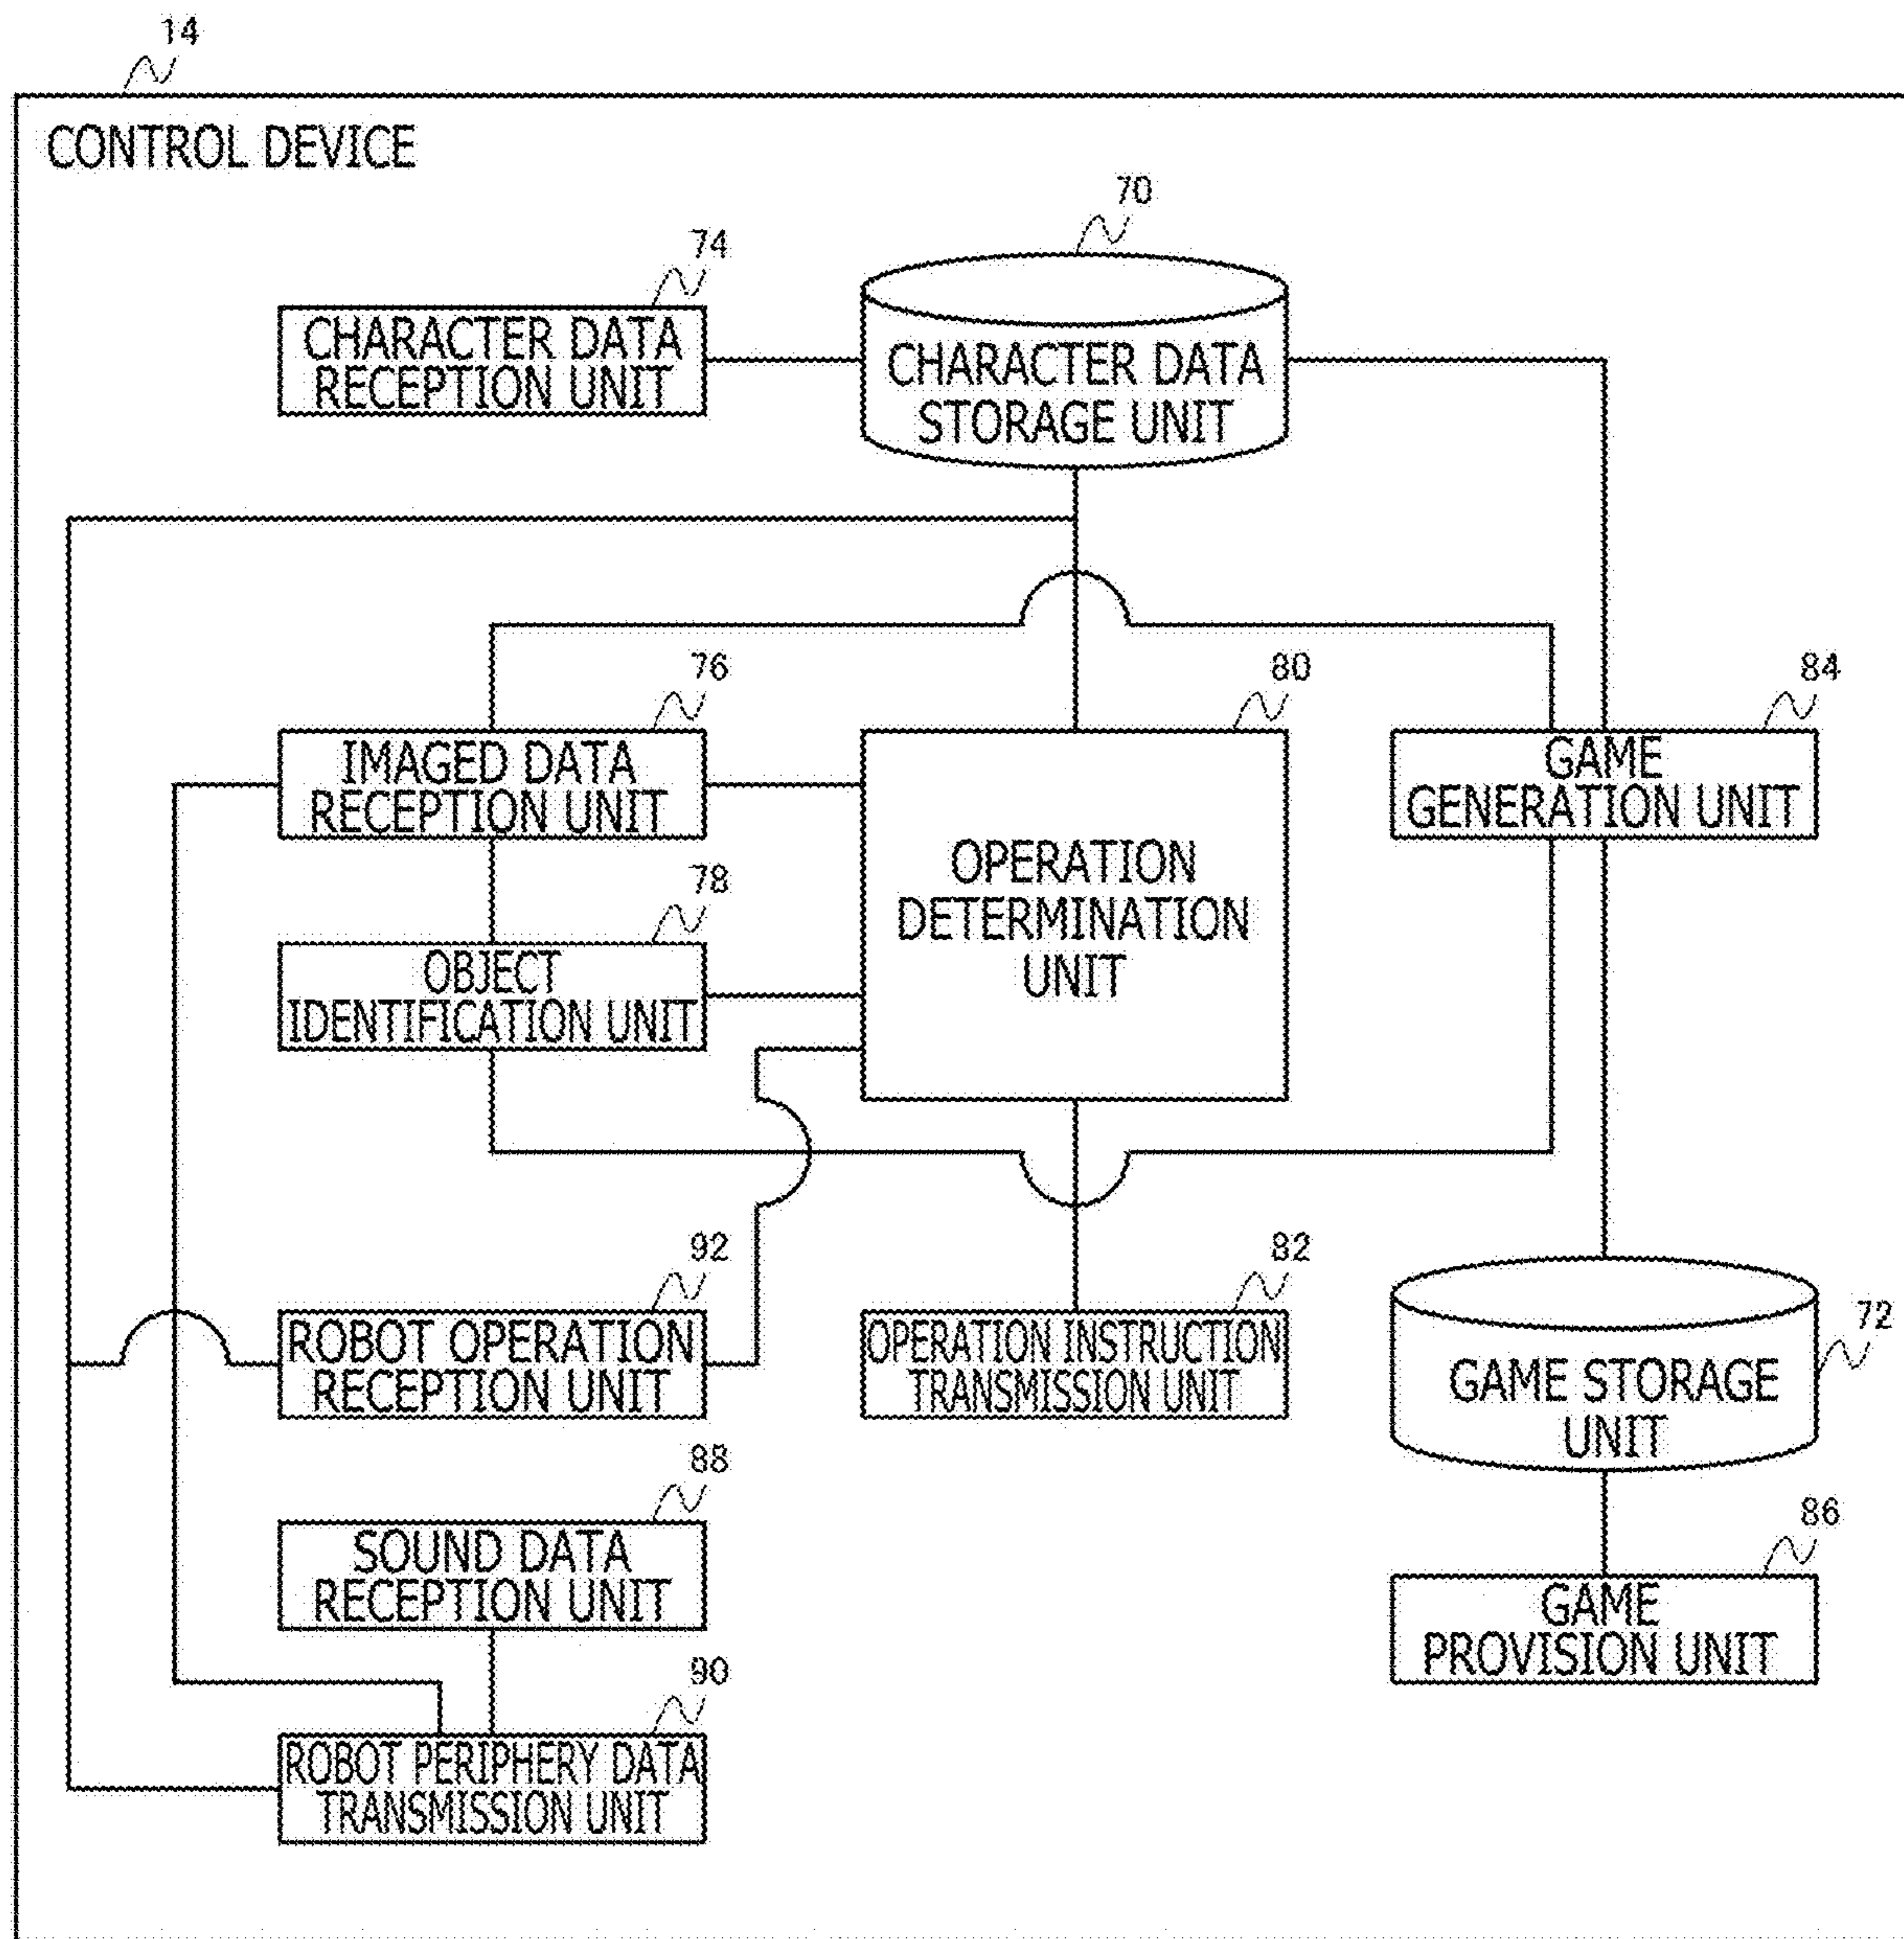 14
CONTROL DEVICE
70
74
CHARACTER DATA
RECEPTION UNIT
CHARACTER DATA
STORAGE UNIT
76
80
84
IMAGED DATA
RECEPTION UNIT
GAME
GENERATION UNIT
OPERATION
DETERMINATION
UNIT
78
OBJECT
IDENTIFICATION UNIT
92
82
72
ROBOT OPERATION
RECEPTION UNIT
OPERATION INSTRUCTION
TRANSMISSION UNIT
GAME STORAGE
UNIT
88
SOUND DATA
RECEPTION UNIT
86
GAME
PROVISION UNIT
90
ROBOT PERIPHERY DATA
TRANSMISSION UNIT